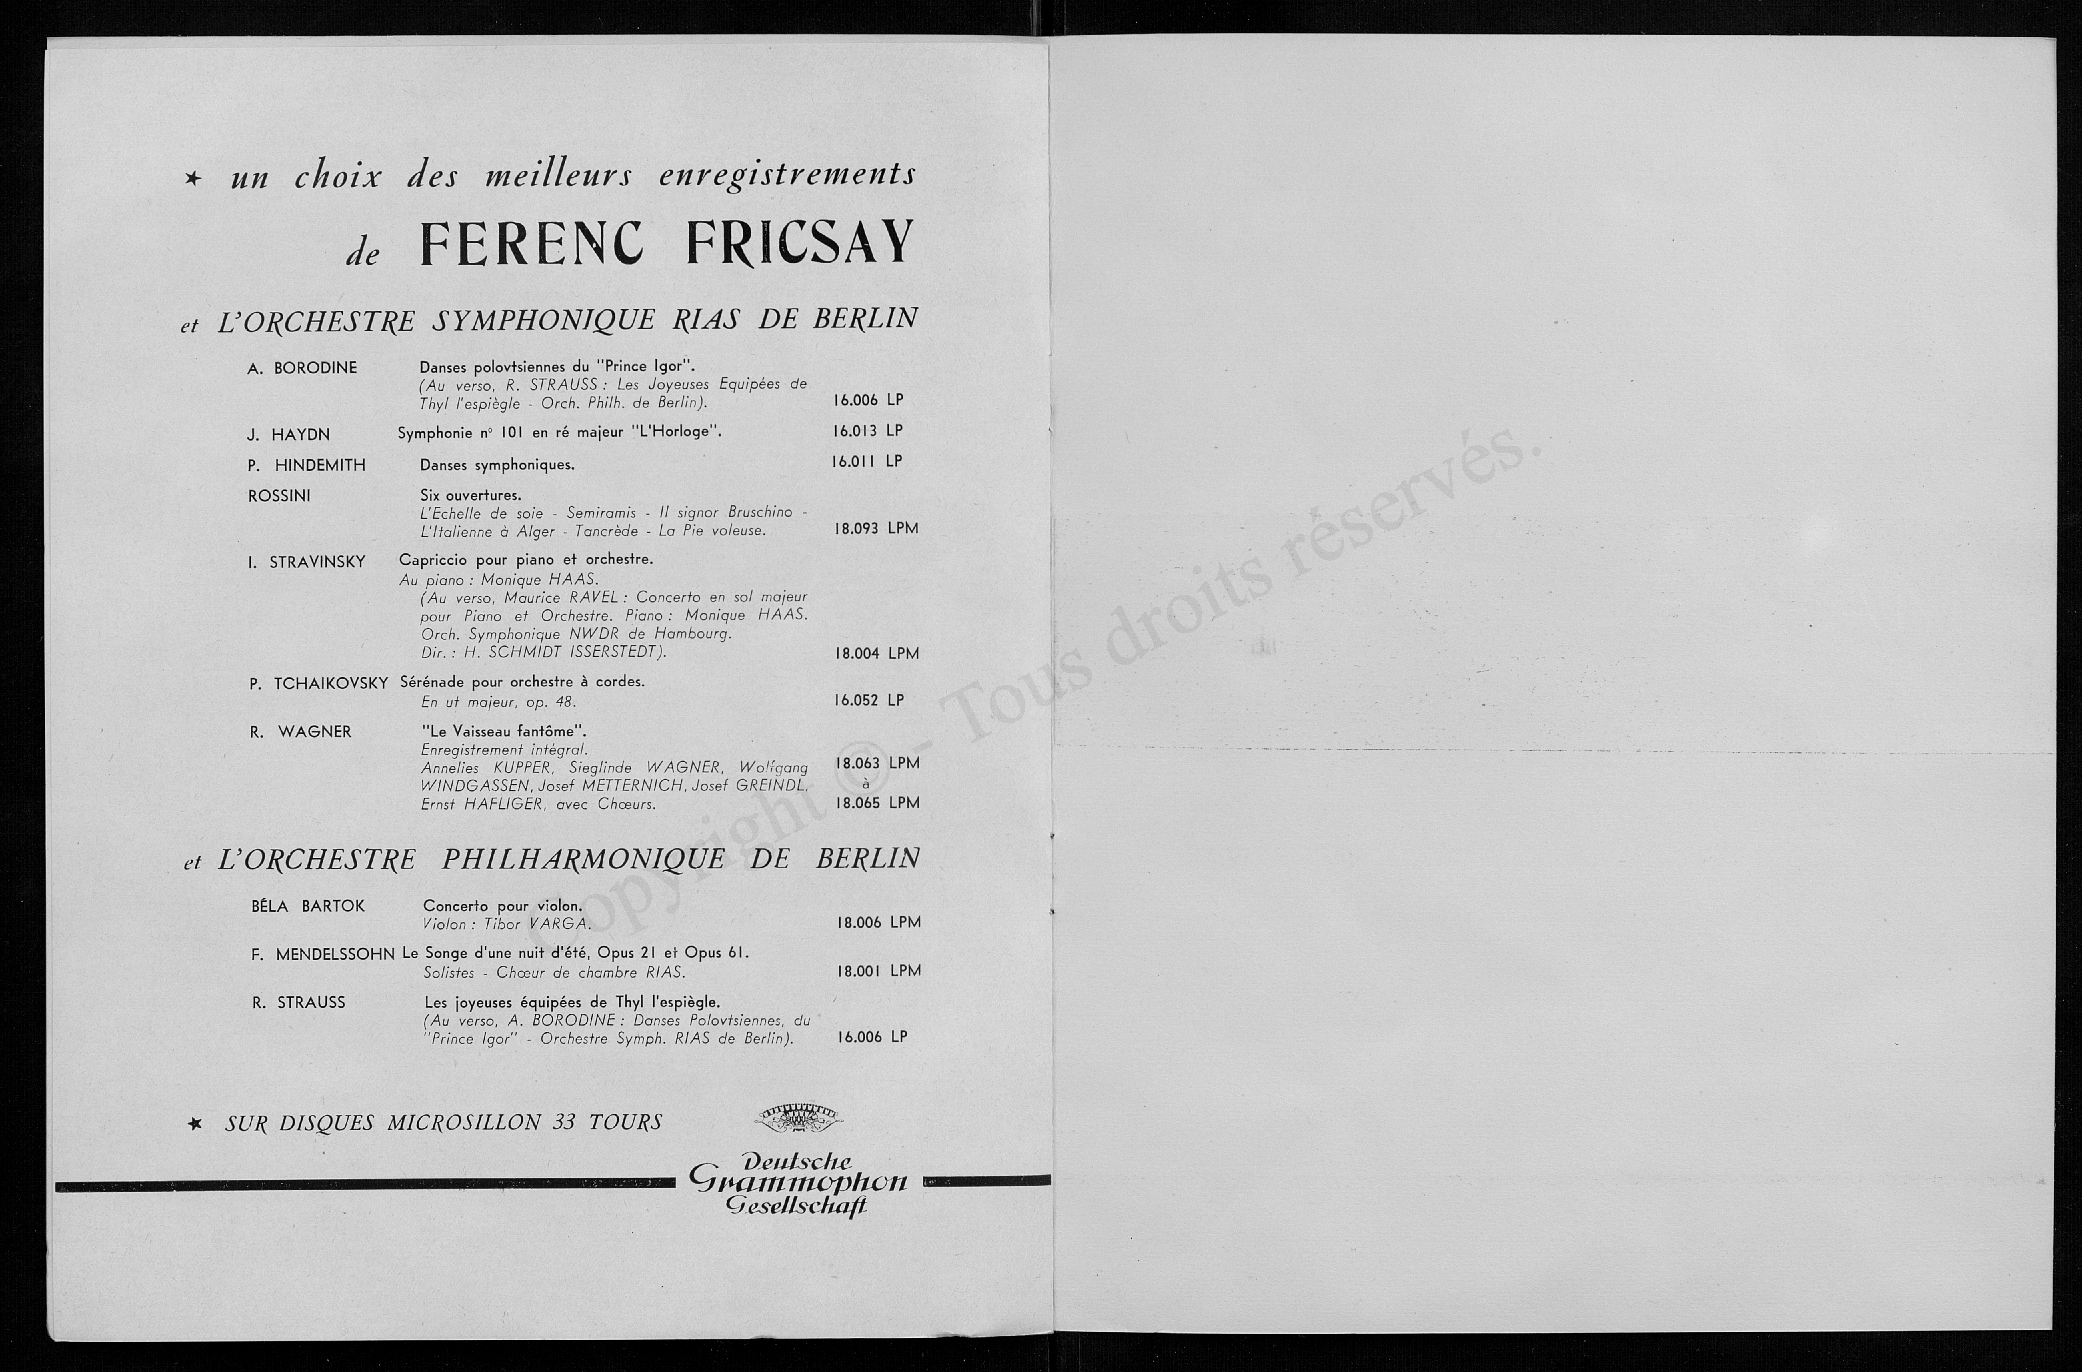 ★ un choix des meilleurs enregistrements
de FERENC FRICSAY
et L'ORCHESTRE SYMPHONIQUE RIAS DE BERLIN
A. BORODINE Danses polovtsiennes du "Prince Igor".
(Au verso, R. STRAUSS : Les Joyeuses Equipées de
Thyl l'espiègle - Orch. Philh. de Berlin). 16.006 LP
J. HAYDN Symphonie n° 101 en ré majeur "L'Horloge". 16.013 LP
P. HINDEMITH Danses symphoniques. 16.011 LP
ROSSINI Six ouvertures.
L'Echelle de soie - Semiramis - Il signor Bruschino -
L'Italienne à Alger - Tancrède - La Pie voleuse. 18.093 LPM
I. STRAVINSKY Capriccio pour piano et orchestre.
Au piano : Monique HAAS.
(Au verso, Maurice RAVEL : Concerto en sol majeur
pour Piano et Orchestre. Piano : Monique HAAS.
Orch. Symphonique NWDR de Hambourg.
Dir. : H. SCHMIDT ISSERSTEDT). 18.004 LPM
P. TCHAIKOVSKY Sérénade pour orchestre à cordes.
En ut majeur, op. 48. 16.052 LP
R. WAGNER "Le Vaisseau fantôme".
Enregistrement intégral.
Annelies KUPPER, Sieglinde WAGNER, Wolfgang 18.063 LPM
WINDGASSEN, Josef METTERNICH, Josef GREINDL, à
Ernst HAFLIGER, avec Chœurs. 18.065 LPM
et L'ORCHESTRE PHILHARMONIQUE DE BERLIN
BÉLA BARTOK Concerto pour violon.
Violon : Tibor VARGA. 18.006 LPM
F. MENDELSSOHN Le Songe d'une nuit d'été, Opus 21 et Opus 61.
Solistes - Chœur de chambre RIAS. 18.001 LPM
R. STRAUSS Les joyeuses équipées de Thyl l'espiègle.
(Au verso, A. BORODINE : Danses Polovtsiennes, du
"Prince Igor" - Orchestre Symph. RIAS de Berlin). 16.006 LP
★ SUR DISQUES MICROSILLON 33 TOURS
Deutsche
Grammophon
Gesellschaft
Copyright © - Tous droits réservés.